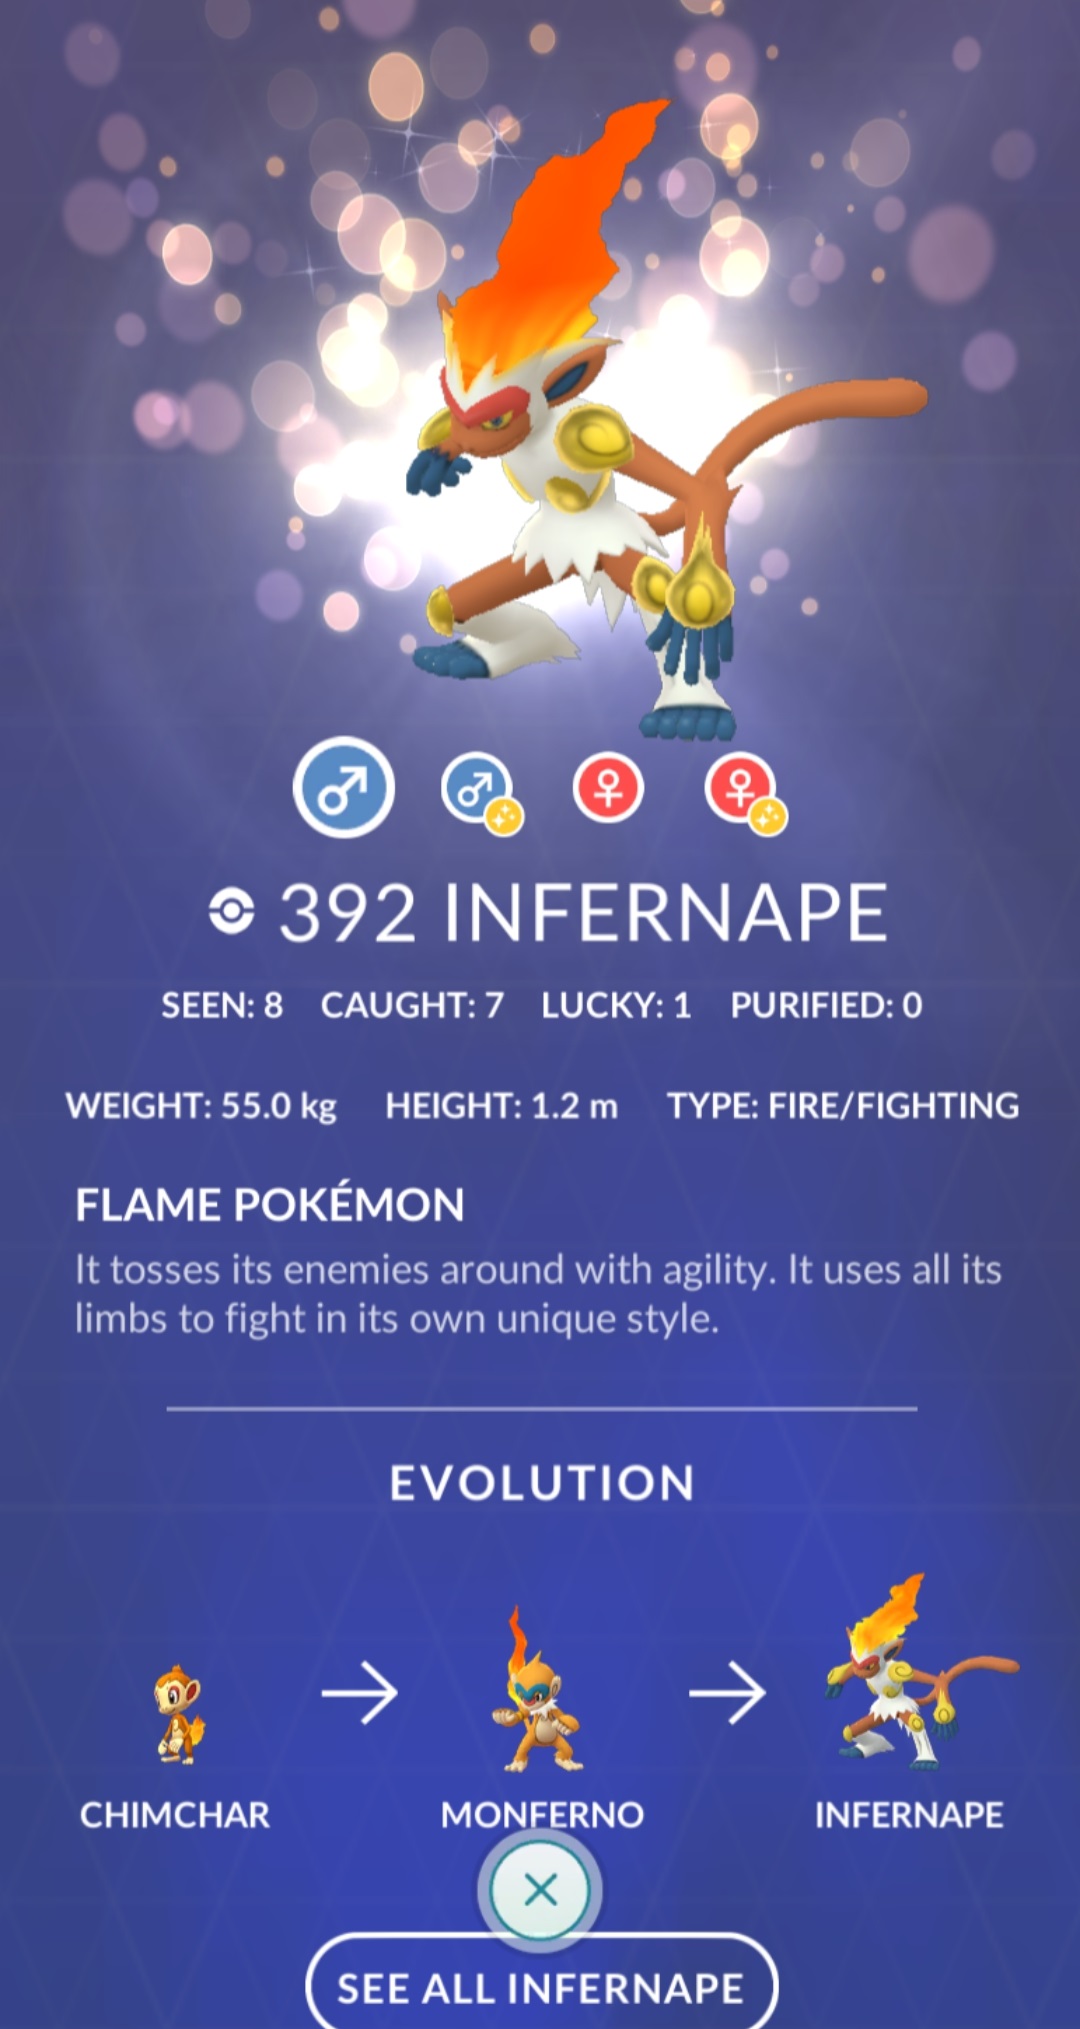 392 INFERNAPE
SEEN: 8 CAUGHT: 7 LUCKY: 1 PURIFIED: 0
WEIGHT: 55.0 kg HEIGHT: 1.2 m TYPE: FIRE/FIGHTING
FLAME POKÉMON
It tosses its enemies around with agility. It uses all its
limbs to fight in its own unique style.
EVOLUTION
CHIMCHAR MONFERNO INFERNAPE
SEE ALL INFERNAPE